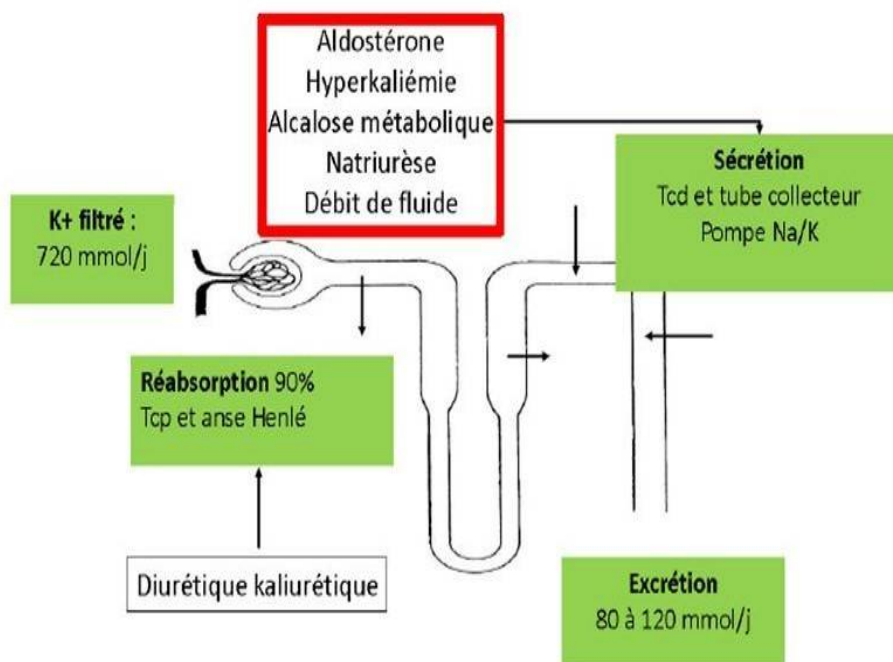 Aldostérone
Hyperkaliémie
Alcalose métabolique
Natriurèse
Débit de fluide
Sécrétion
Tcd et tube collecteur
Pompe Na/K
K+ filtré :
720 mmol/j
Réabsorption 90%
Tcp et anse Henlé
Diurétique kaliurétique
Excrétion
80 à 120 mmol/j